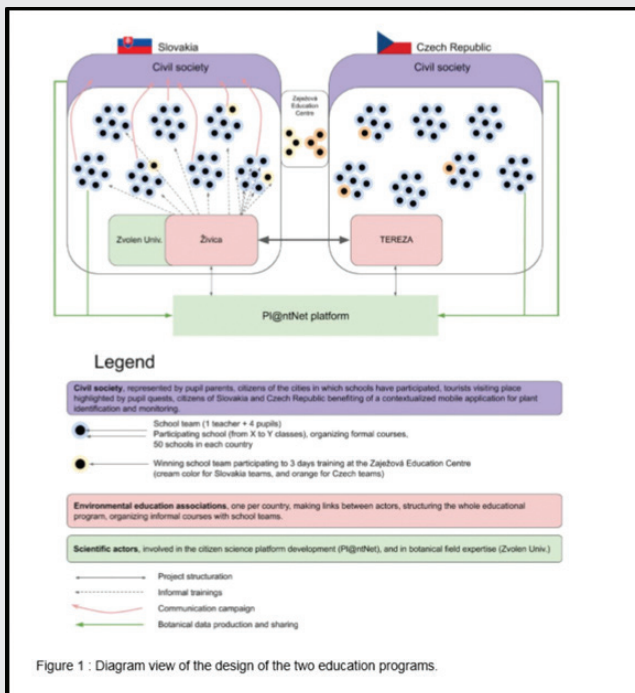 Slovakia
Czech Republic
Civil society
Civil society
Zaježová
Education
Centre
Zvolen Univ.
Živica
TEREZA
Pl@ntNet platform
Legend
Civil society, represented by pupil parents, citizens of the cities in which schools have participated, tourists visiting place
highlighted by pupil quests, citizens of Slovakia and Czech Republic benefiting of a contextualized mobile application for plant
identification and monitoring.
School team (1 teacher + 4 pupils)
Participating school (from X to Y classes), organizing formal courses,
50 schools in each country
Winning school team participating to 3 days training at the Zaježová Education Centre
(cream color for Slovakia teams, and orange for Czech teams)
Environmental education associations, one per country, making links between actors, structuring the whole educational
program, organizing informal courses with school teams.
Scientific actors, involved in the citizen science platform development (Pl@ntNet), and in botanical field expertise (Zvolen Univ.)
Project structuration
Informal trainings
Communication campaign
Botanical data production and sharing
Figure 1 : Diagram view of the design of the two education programs.